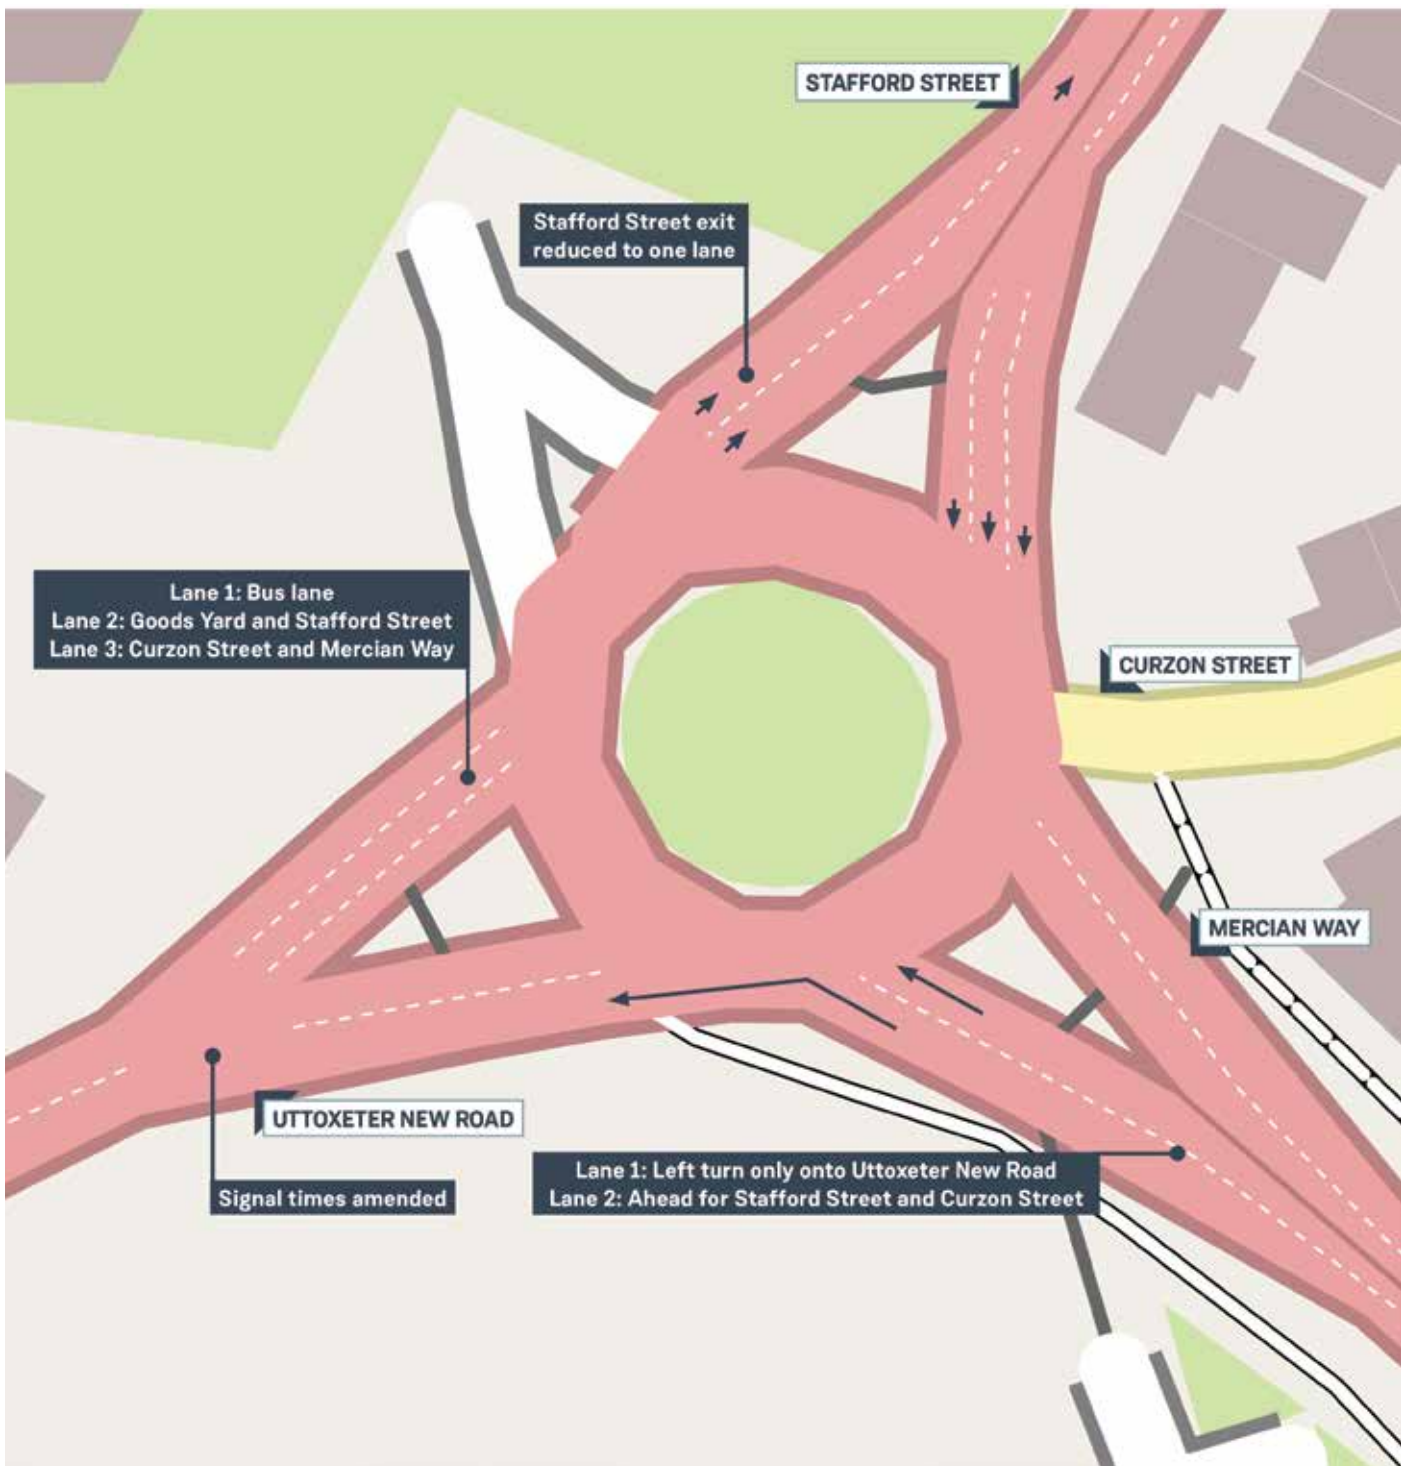 STAFFORD STREET
Stafford Street exit
reduced to one lane
Lane 1: Bus lane
Lane 2: Goods Yard and Stafford Street
Lane 3: Curzon Street and Mercian Way
CURZON STREET
MERCIAN WAY
UTTOXETER NEW ROAD
Signal times amended
Lane 1: Left turn only onto Uttoxeter New Road
Lane 2: Ahead for Stafford Street and Curzon Street